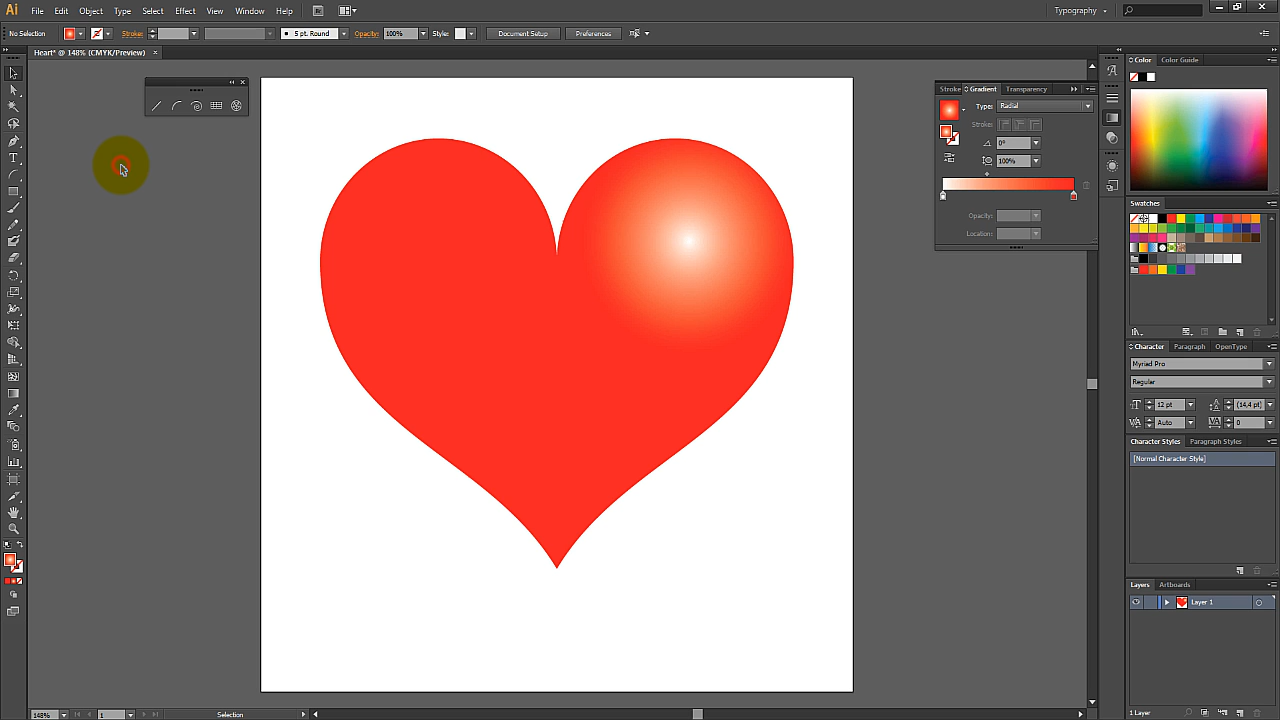 Ai File Edit Object Type Select Effect View Window Help Br Typography
No Selection Stroke: 5 pt. Round Opacity: 100% Style: Document Setup Preferences
Heart* @ 148% (CMYK/Preview)
Color Color Guide
Stroke Gradient Transparency
Type: Radial
Stroke:
0°
100%
Opacity:
Location:
Swatches
Character Paragraph OpenType
Myriad Pro
Regular
12 pt (14,4 pt)
Auto 0
Character Styles Paragraph Styles
[Normal Character Style]
Layers Artboards
Layer 1
148% 1 Selection 1 Layer